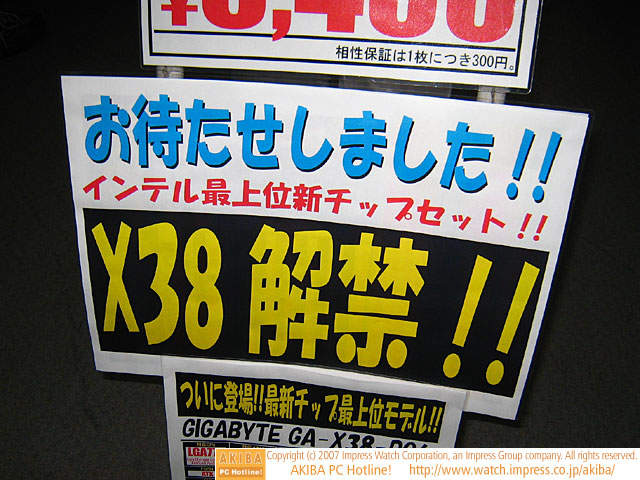 相性保証は1枚につき300円。
お待たせしました!!
インテル最上位新チップセット!!
X38 解禁!!
ついに登場!!最新チップ最上位モデル!!
GIGABYTE GA-X38-
AKIBA
PC Hotline!
Copyright (c) 2007 Impress Watch Corporation, an Impress Group company. All rights reserved.
AKIBA PC Hotline! http://www.watch.impress.co.jp/akiba/